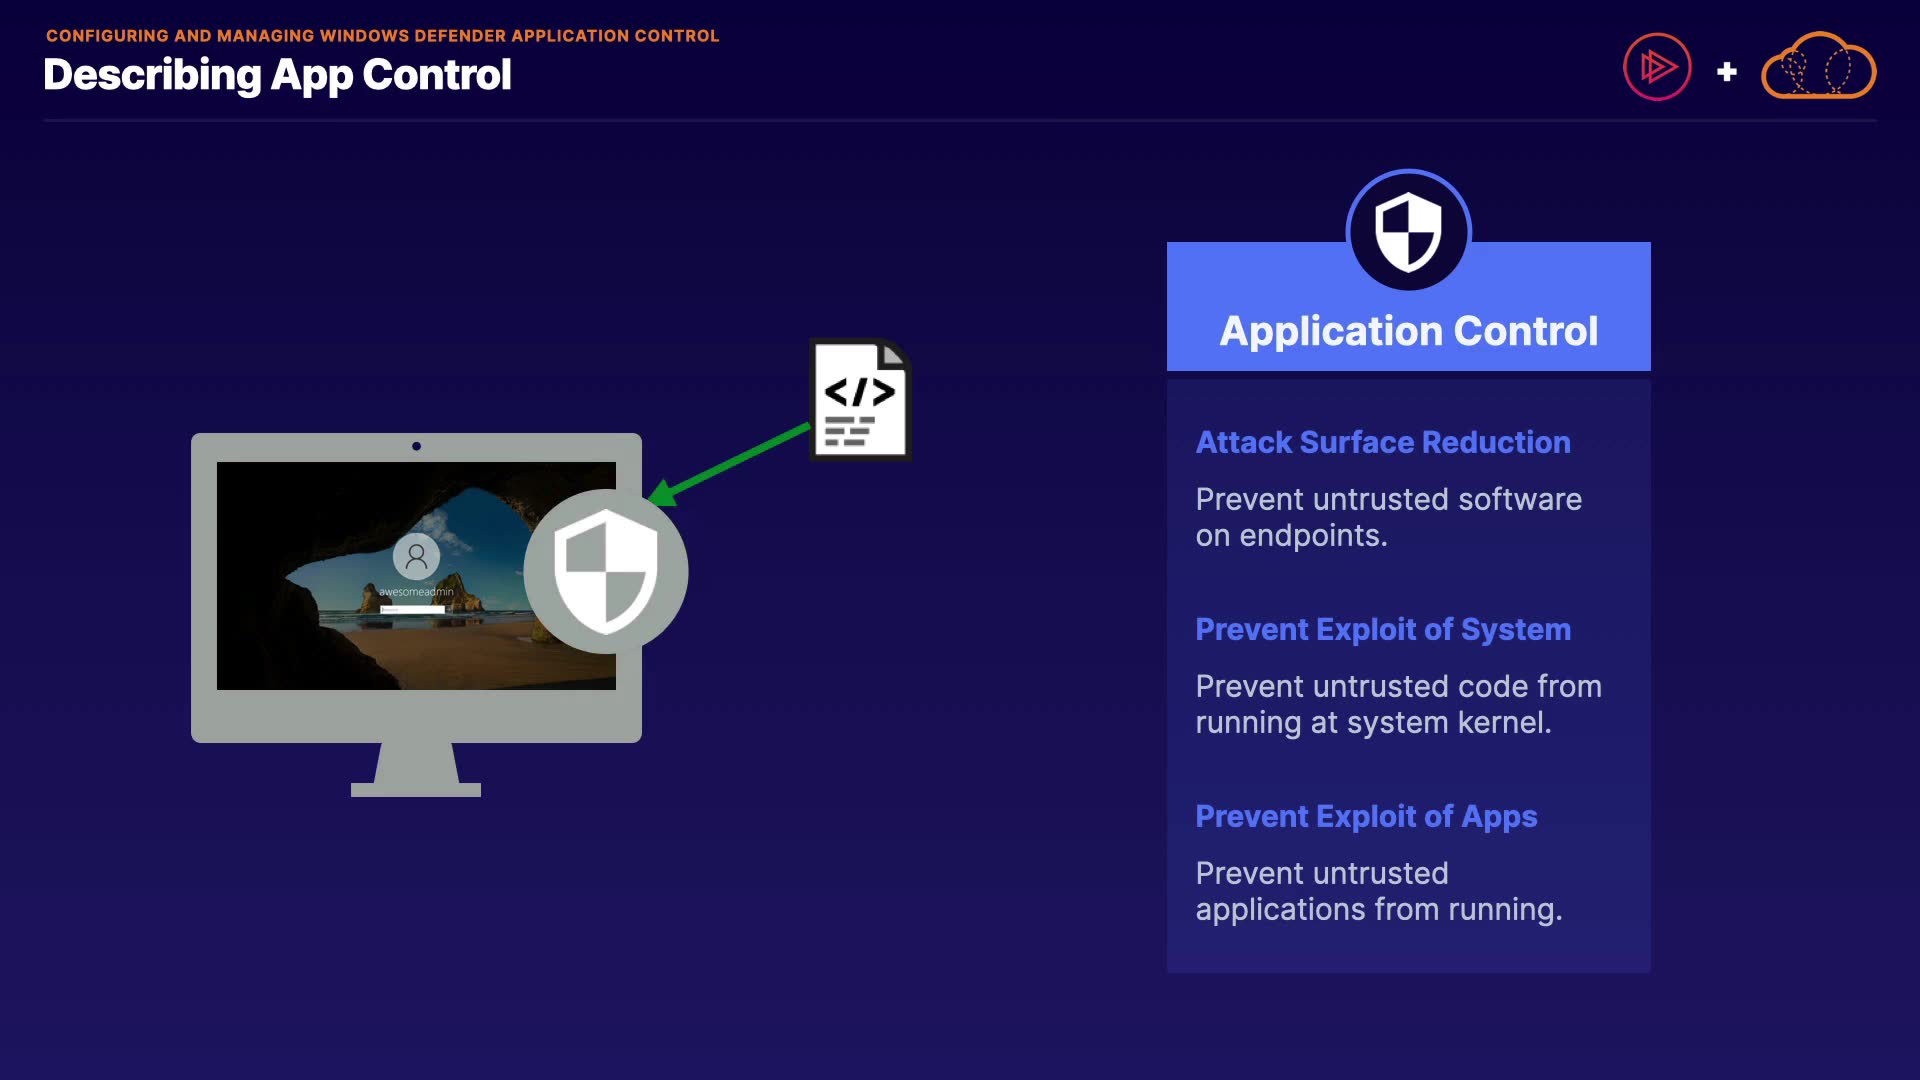 CONFIGURING AND MANAGING WINDOWS DEFENDER APPLICATION CONTROL
Describing App Control
+
</>
awesomeadmin
Application Control
Attack Surface Reduction
Prevent untrusted software
on endpoints.
Prevent Exploit of System
Prevent untrusted code from
running at system kernel.
Prevent Exploit of Apps
Prevent untrusted
applications from running.